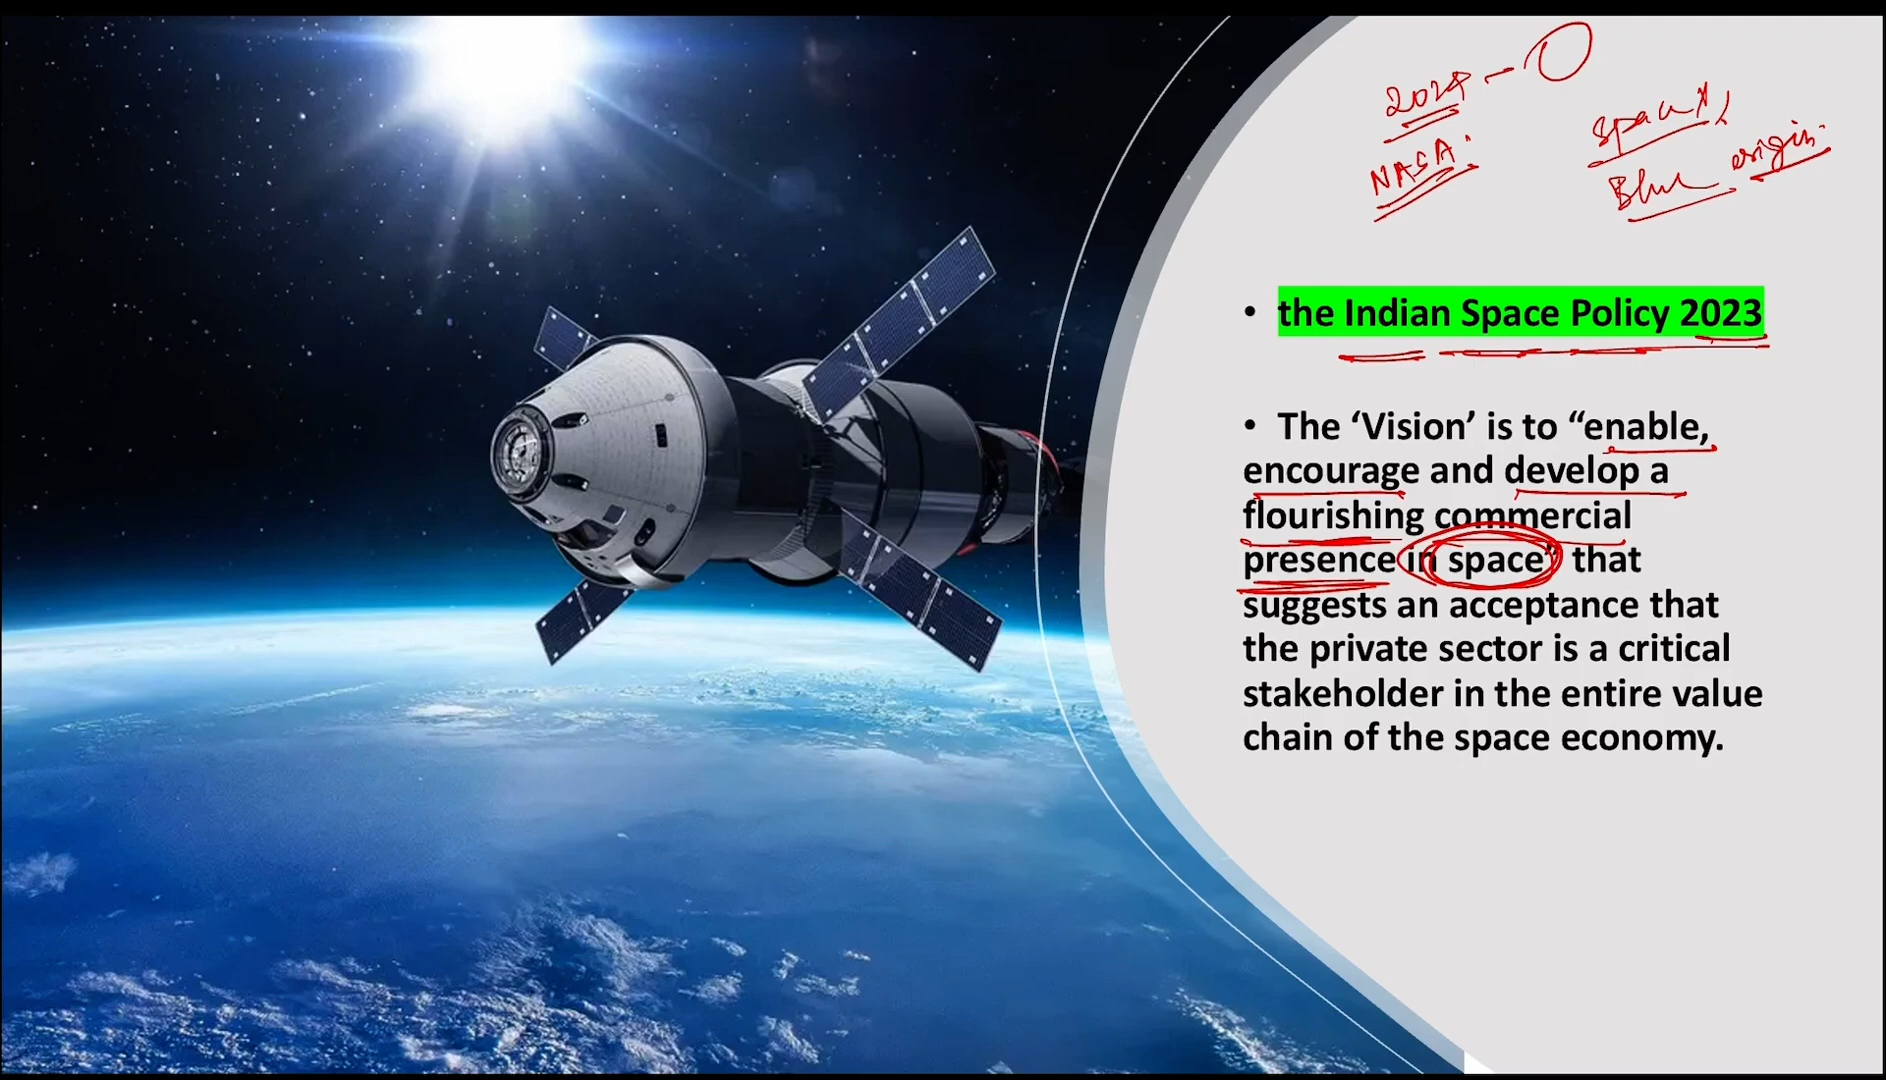 2024 -
NASA.
SpaceX,
Blue origin.
• the Indian Space Policy 2023
• The ‘Vision’ is to “enable,
encourage and develop a
flourishing commercial
presence in space” that
suggests an acceptance that
the private sector is a critical
stakeholder in the entire value
chain of the space economy.